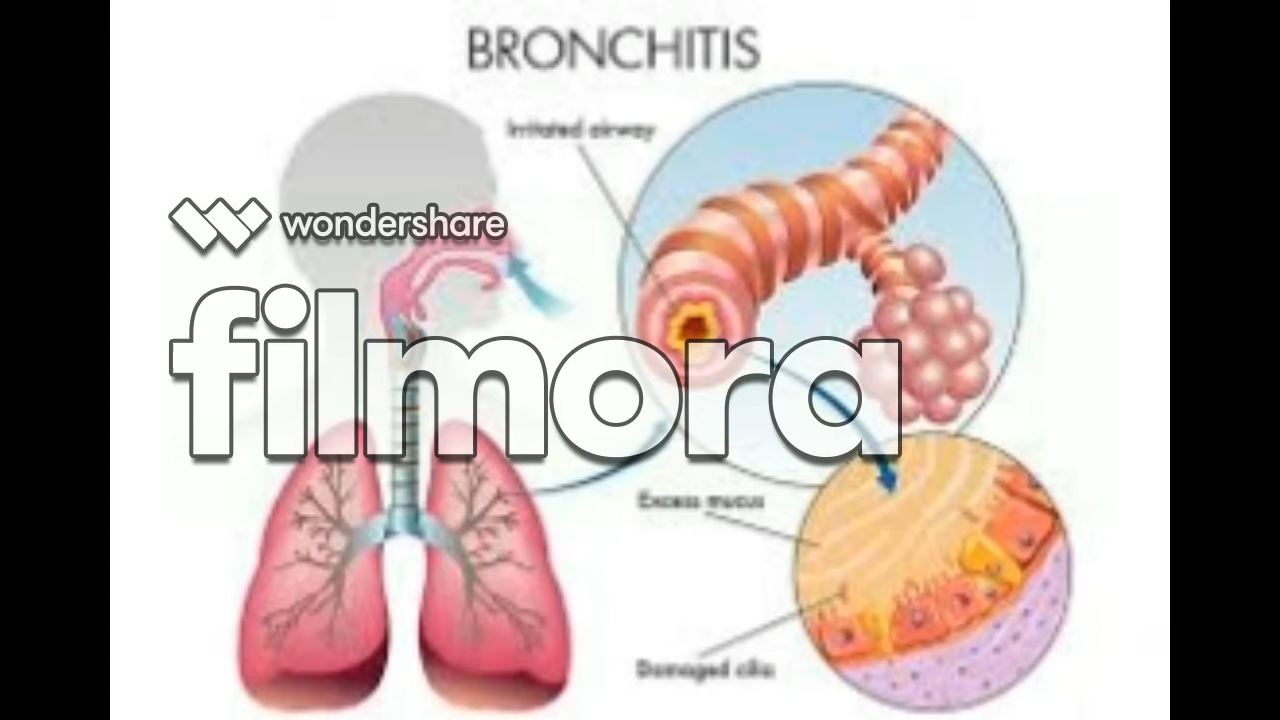 BRONCHITIS
Irritated airway
wondershare
filmora
Excess mucus
Damaged cilia